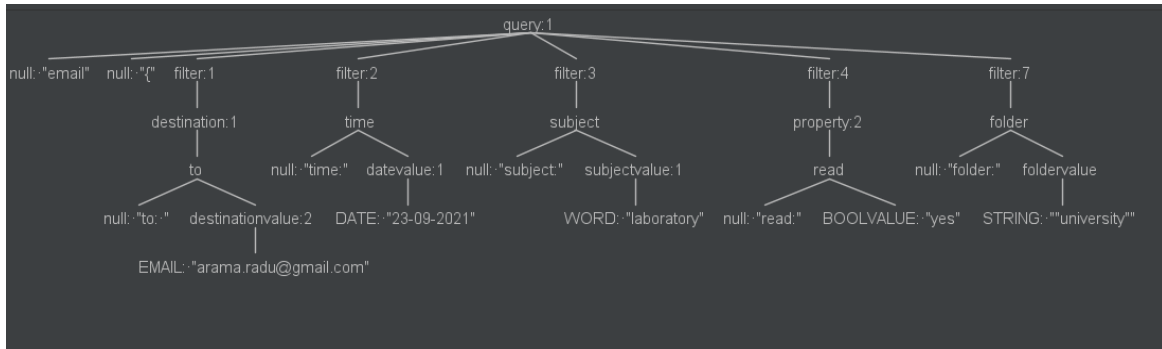 query:1
null:·"email" null:·"{" filter:1 filter:2 filter:3 filter:4 filter:7
destination:1 time subject property:2 folder
to null:·"time:" datevalue:1 null:·"subject:" subjectvalue:1 read null:·"folder:" foldervalue
null:·"to:·" destinationvalue:2 DATE:·"23-09-2021" WORD:·"laboratory" null:·"read:" BOOLVALUE:·"yes" STRING:·""university""
EMAIL:·"arama.radu@gmail.com"